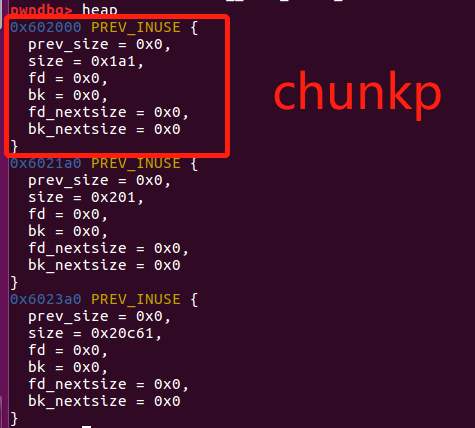 pwndbg> heap
0x602000 PREV_INUSE {
  prev_size = 0x0,
  size = 0x1a1,
  fd = 0x0,
  bk = 0x0,
  fd_nextsize = 0x0,
  bk_nextsize = 0x0
}
chunkp
0x6021a0 PREV_INUSE {
  prev_size = 0x0,
  size = 0x201,
  fd = 0x0,
  bk = 0x0,
  fd_nextsize = 0x0,
  bk_nextsize = 0x0
}
0x6023a0 PREV_INUSE {
  prev_size = 0x0,
  size = 0x20c61,
  fd = 0x0,
  bk = 0x0,
  fd_nextsize = 0x0,
  bk_nextsize = 0x0
}